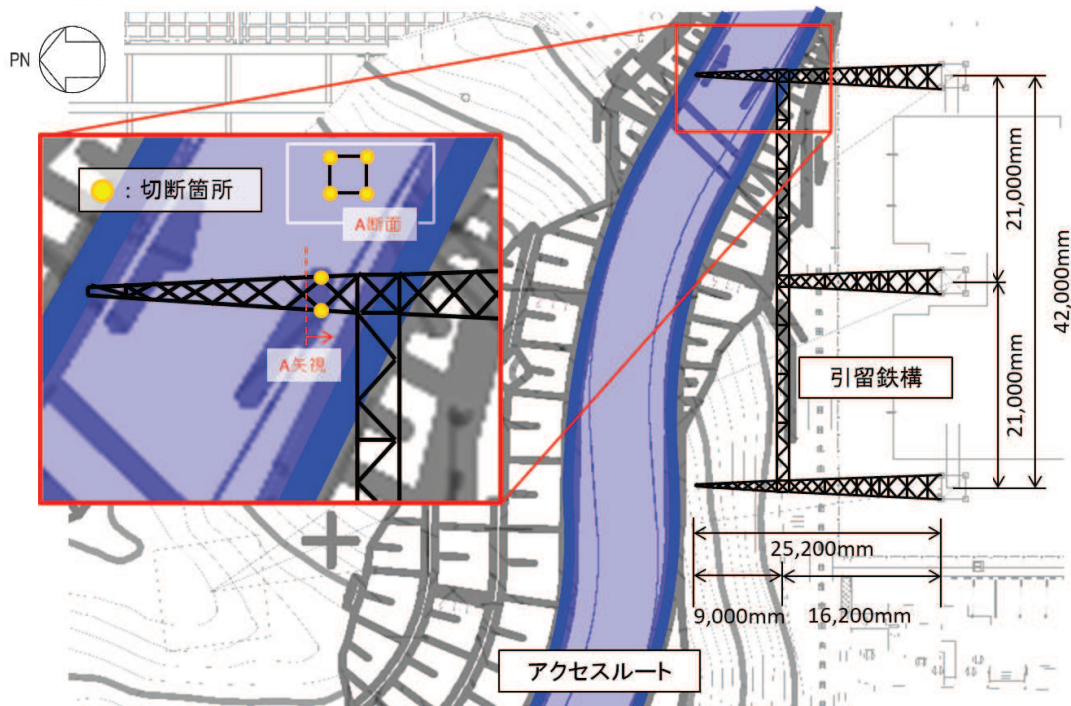 PN
：切断箇所
A断面
A矢視
21,000mm
42,000mm
引留鉄構
21,000mm
25,200mm
9,000mm
16,200mm
アクセスルート